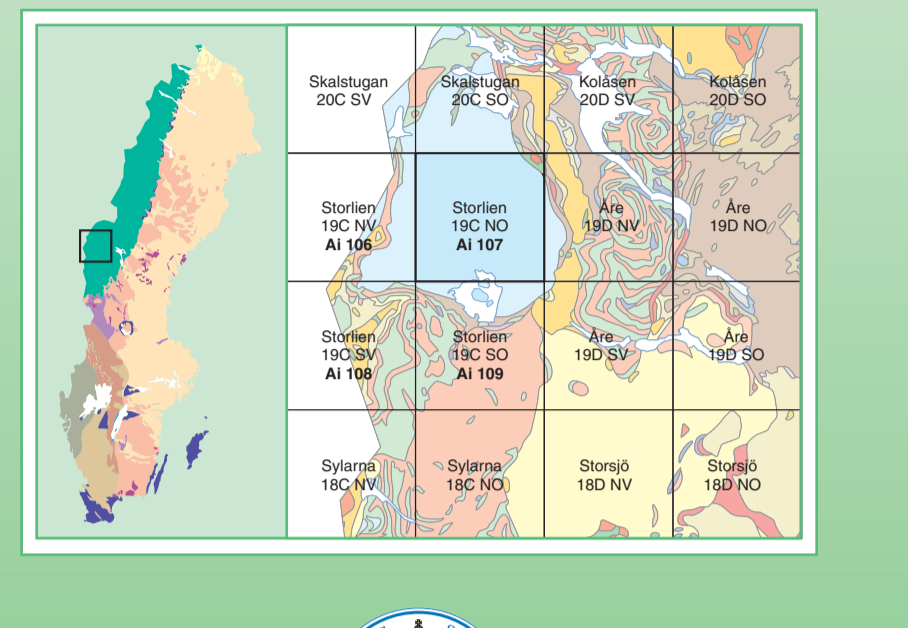 Skalstugan
20C SV
Skalstugan
20C SO
Kolåsen
20D SV
Kolåsen
20D SO
Storlien
19C NV
Ai 106
Storlien
19C NO
Ai 107
Åre
19D NV
Åre
19D NO
Storlien
19C SV
Ai 108
Storlien
19C SO
Ai 109
Åre
19D SV
Åre
19D SO
Sylarna
18C NV
Sylarna
18C NO
Storsjö
18D NV
Storsjö
18D NO